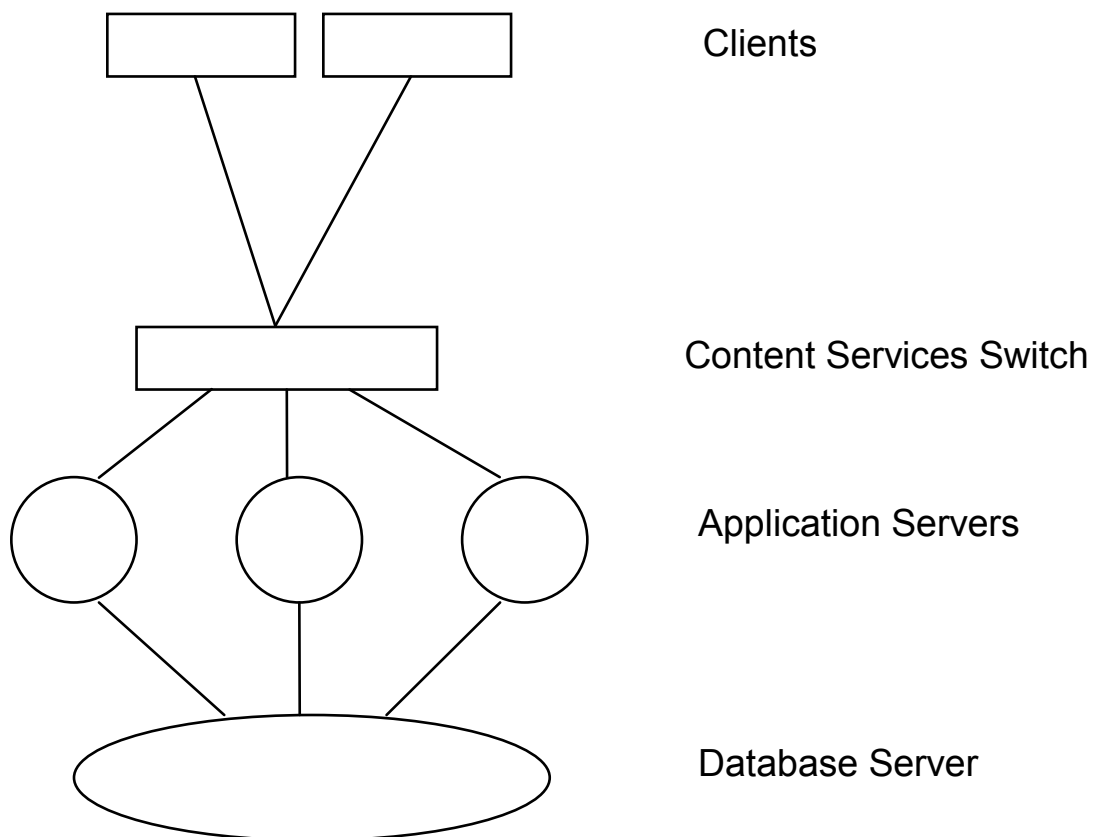 Clients
Content Services Switch
Application Servers
Database Server